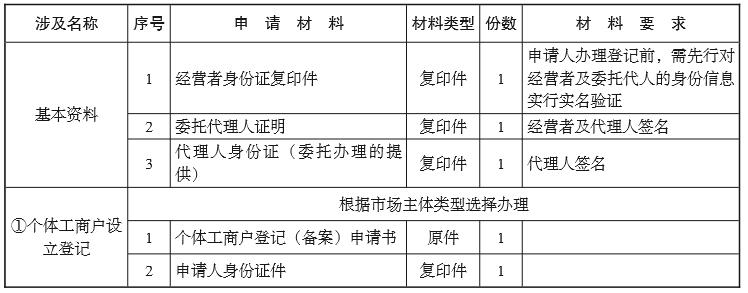 涉及名称 序号 申 请 材 料 材料类型 份数 材 料 要 求
基本资料
1 经营者身份证复印件 复印件 1 申请人办理登记前，需先行对
经营者及委托代人的身份信息
实行实名验证
2 委托代理人证明 复印件 1 经营者及代理人签名
3 代理人身份证（委托办理的提
供） 复印件 1 代理人签名
①个体工商户设
立登记
根据市场主体类型选择办理
1 个体工商户登记（备案）申请书 原件 1
2 申请人身份证件 复印件 1